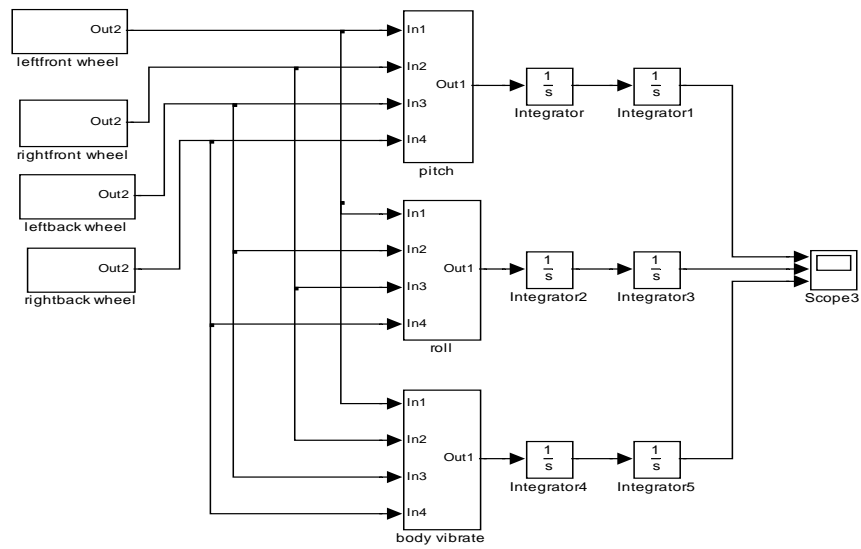 Out2
leftfront wheel
Out2
rightfront wheel
Out2
leftback wheel
Out2
rightback wheel
In1
In2
In3
In4
Out1
pitch
1
s
Integrator
1
s
Integrator1
In1
In2
In3
In4
Out1
roll
1
s
Integrator2
1
s
Integrator3
In1
In2
In3
In4
Out1
body vibrate
1
s
Integrator4
1
s
Integrator5
Scope3